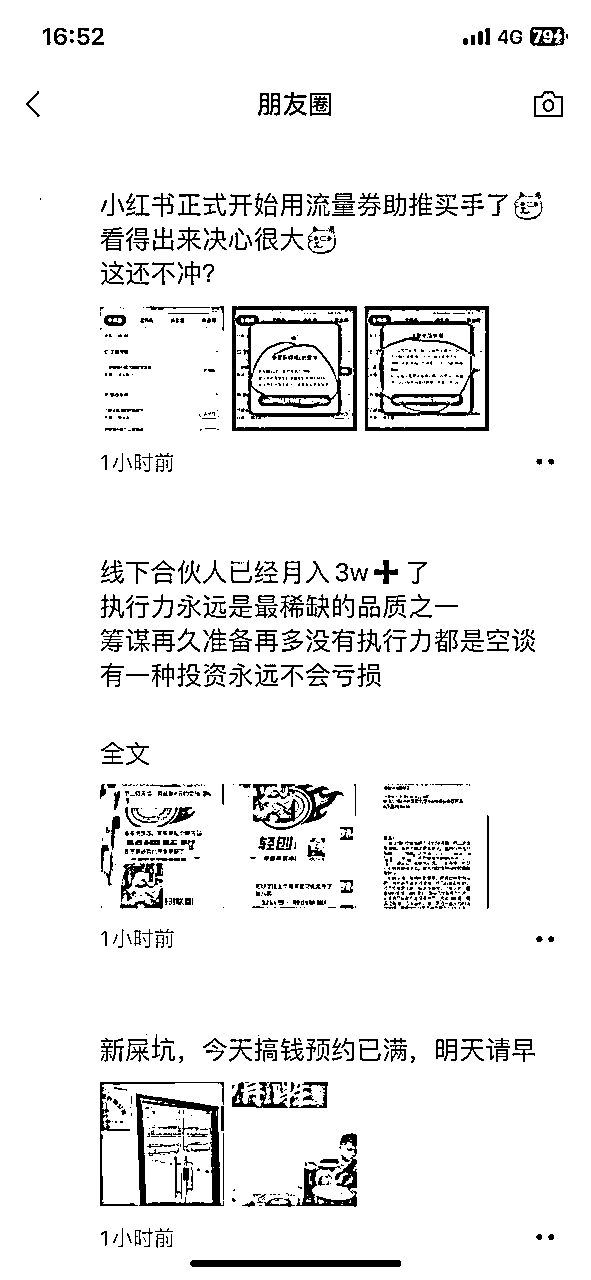 16:52
4G 79
朋友圈
小红书正式开始用流量券助推买手了
看得出来决心很大
这还不冲？
1小时前
线下合伙人已经月入3w➕了
执行力永远是最稀缺的品质之一
筹谋再久准备再多没有执行力都是空谈
有一种投资永远不会亏损
全文
轻创
1小时前
新屎坑，今天搞钱预约已满，明天请早
1小时前